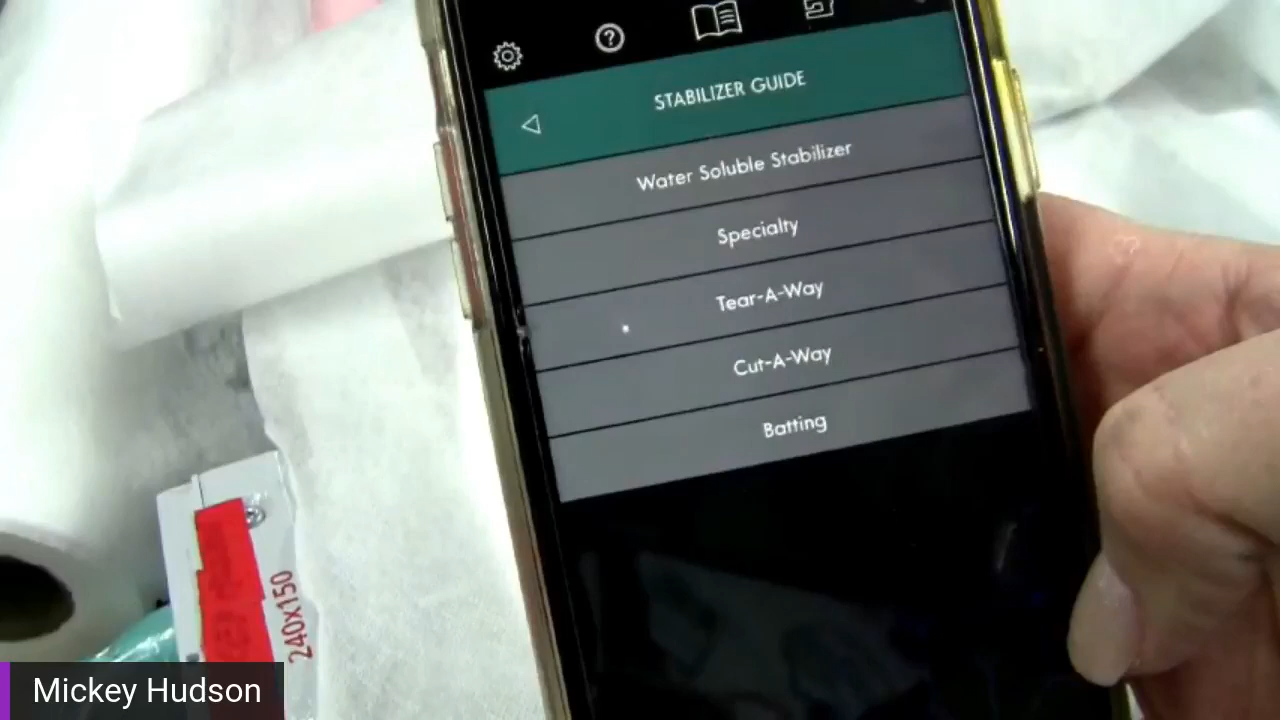 ?
STABILIZER GUIDE
Water Soluble Stabilizer
Specialty
Tear-A-Way
Cut-A-Way
Batting
240x150
Mickey Hudson